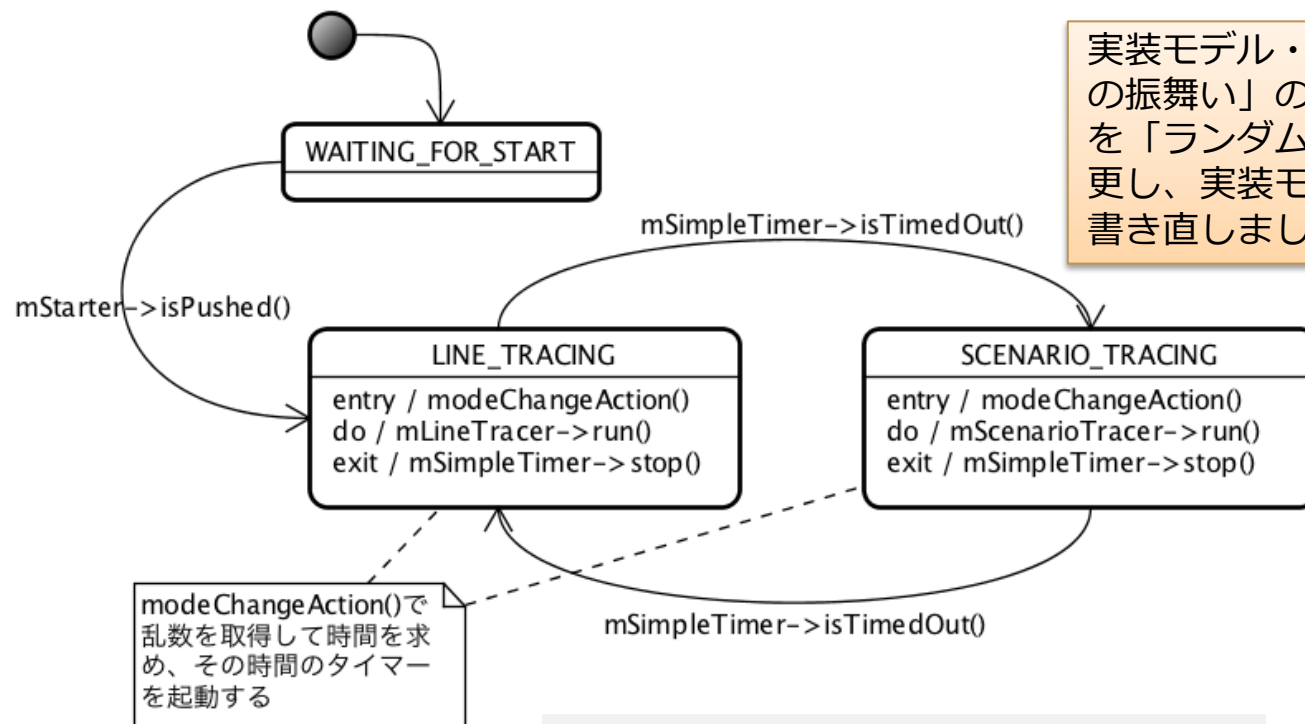 実装モデル・
の振舞い」の
を「ランダム
更し、実装モ
書き直しまし
WAITING_FOR_START
mSimpleTimer->isTimedOut()
mStarter->isPushed()
LINE_TRACING
entry / modeChangeAction()
do / mLineTracer->run()
exit / mSimpleTimer->stop()
SCENARIO_TRACING
entry / modeChangeAction()
do / mScenarioTracer->run()
exit / mSimpleTimer->stop()
modeChangeAction()で
乱数を取得して時間を求
め、その時間のタイマー
を起動する
mSimpleTimer->isTimedOut()